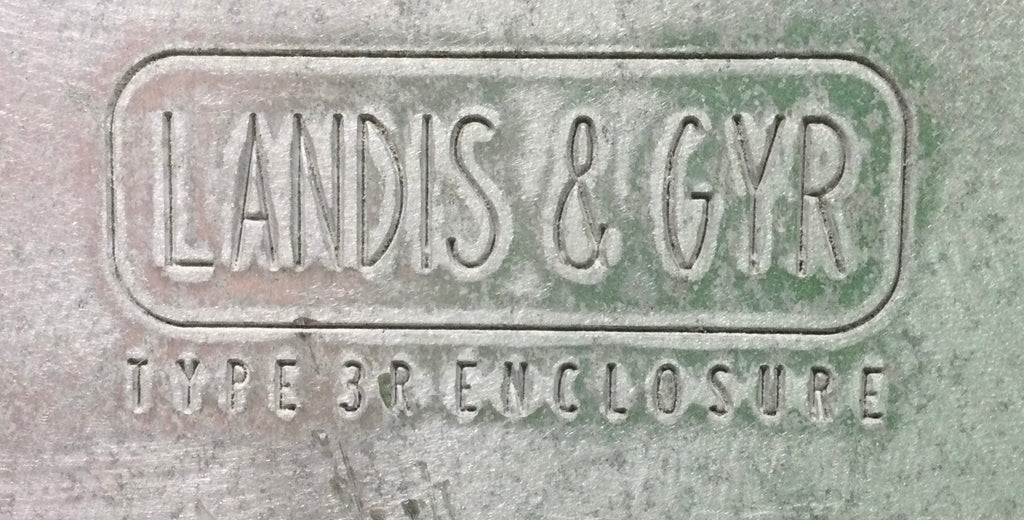 LANDIS & GYR
TYPE 3R ENCLOSURE